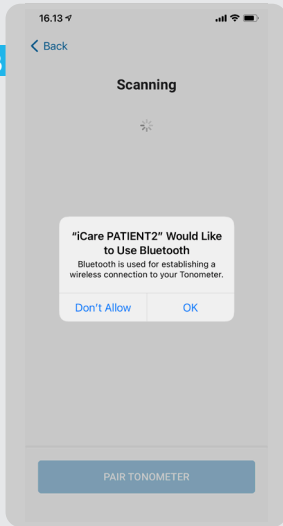 16.13
Back
Scanning
"iCare PATIENT2" Would Like
to Use Bluetooth
Bluetooth is used for establishing a
wireless connection to your Tonometer.
Don't Allow OK
PAIR TONOMETER